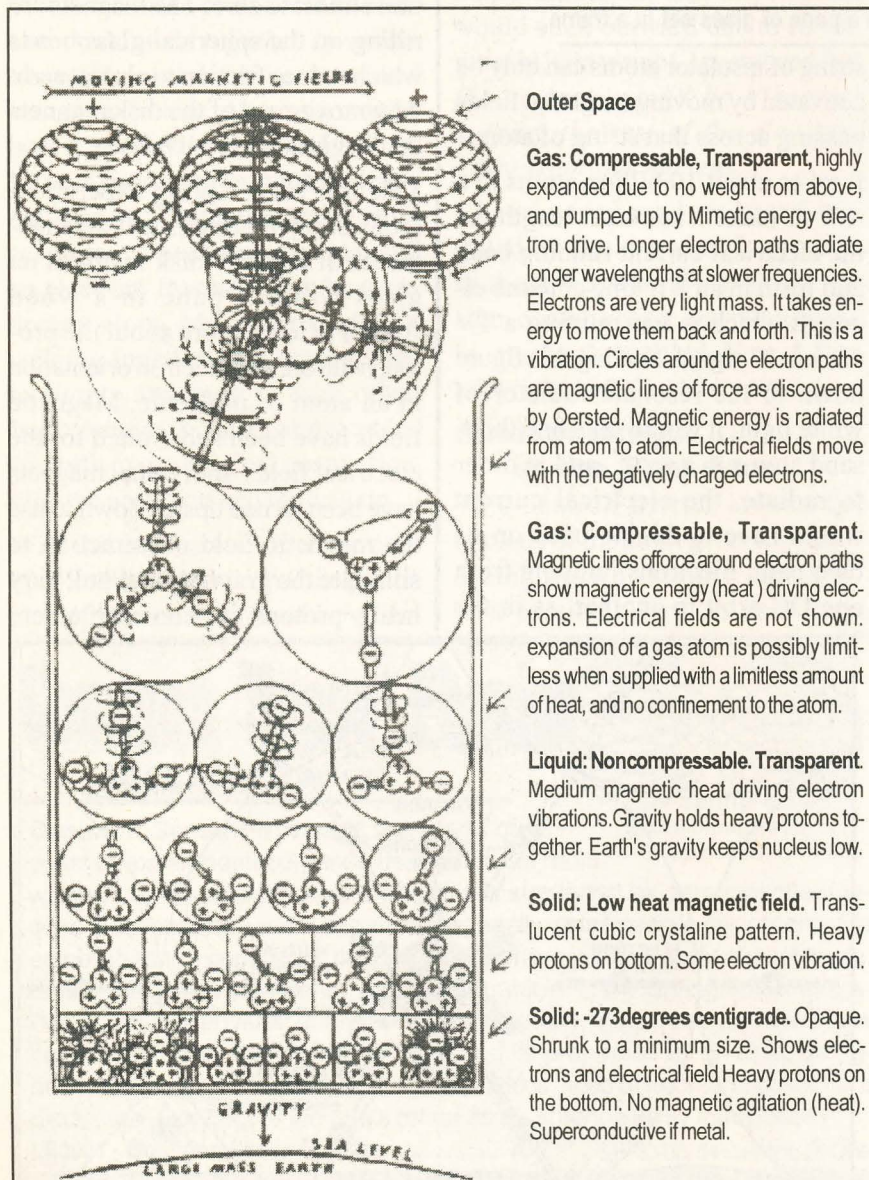 MOVING MAGNETIC FIELDS
Outer Space
Gas: Compressable, Transparent, highly
expanded due to no weight from above,
and pumped up by Mimetic energy elec-
tron drive. Longer electron paths radiate
longer wavelengths at slower frequencies.
Electrons are very light mass. It takes en-
ergy to move them back and forth. This is a
vibration. Circles around the electron paths
are magnetic lines of force as discovered
by Oersted. Magnetic energy is radiated
from atom to atom. Electrical fields move
with the negatively charged electrons.
Gas: Compressable, Transparent.
Magnetic lines offorce around electron paths
show magnetic energy (heat ) driving elec-
trons. Electrical fields are not shown.
expansion of a gas atom is possibly limit-
less when supplied with a limitless amount
of heat, and no confinement to the atom.
Liquid: Noncompressable. Transparent.
Medium magnetic heat driving electron
vibrations.Gravity holds heavy protons to-
gether. Earth's gravity keeps nucleus low.
Solid: Low heat magnetic field. Trans-
lucent cubic crystaline pattern. Heavy
protons on bottom. Some electron vibration.
Solid: -273degrees centigrade. Opaque.
Shrunk to a minimum size. Shows elec-
trons and electrical field Heavy protons on
the bottom. No magnetic agitation (heat).
Superconductive if metal.
GRAVITY
SEA LEVEL
LARGE MASS EARTH